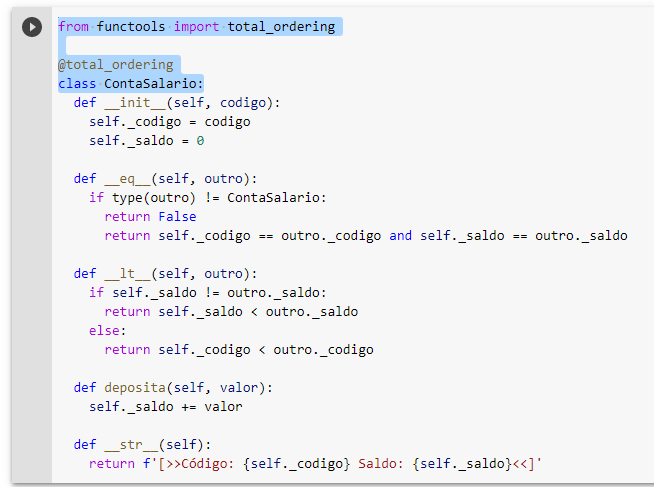 from functools import total_ordering
@total_ordering
class ContaSalario:
  def __init__(self, codigo):
    self._codigo = codigo
    self._saldo = 0
  def __eq__(self, outro):
    if type(outro) != ContaSalario:
      return False
      return self._codigo == outro._codigo and self._saldo == outro._saldo
  def __lt__(self, outro):
    if self._saldo != outro._saldo:
      return self._saldo < outro._saldo
    else:
      return self._codigo < outro._codigo
  def deposita(self, valor):
    self._saldo += valor
  def __str__(self):
    return f'[>>Código: {self._codigo} Saldo: {self._saldo}<<]'